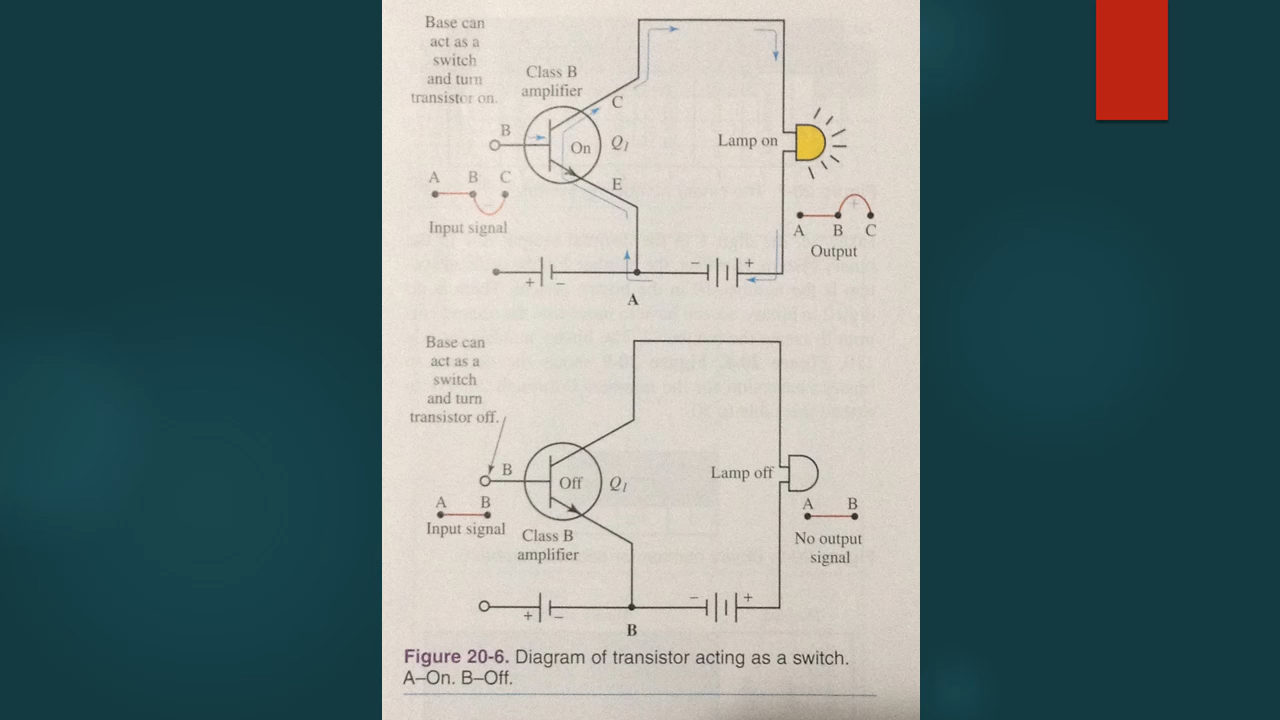 Base can
act as a
switch
and turn
transistor on.
Class B
amplifier
C
B
On
Q1
Lamp on
A B C
E
Input signal
+
A B C
Output
+ −
− +
A
Base can
act as a
switch
and turn
transistor off.
B
Off
Q1
Lamp off
A B
Input signal
Class B
amplifier
A B
No output
signal
+ −
− +
B
Figure 20-6. Diagram of transistor acting as a switch.
A–On. B–Off.